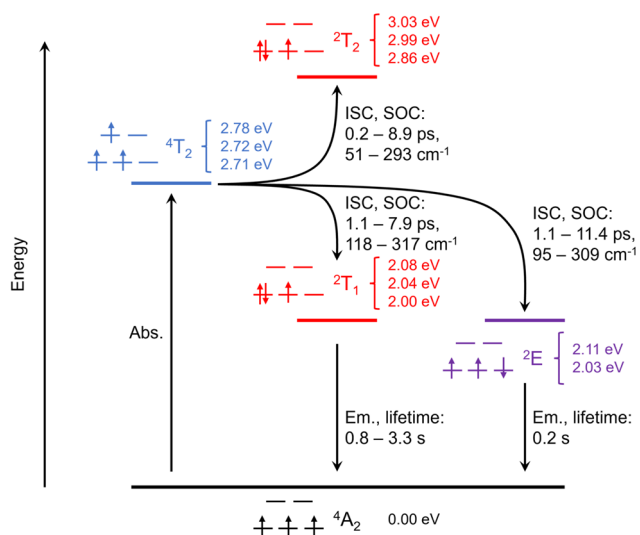 3.03 eV
²T₂ 2.99 eV
2.86 eV
ISC, SOC:
0.2 – 8.9 ps,
51 – 293 cm⁻¹
2.78 eV
⁴T₂ 2.72 eV
2.71 eV
ISC, SOC:
1.1 – 7.9 ps,
118 – 317 cm⁻¹
ISC, SOC:
1.1 – 11.4 ps,
95 – 309 cm⁻¹
Energy
2.08 eV
²T₁ 2.04 eV
2.00 eV
Abs.
²E 2.11 eV
2.03 eV
Em., lifetime:
0.8 – 3.3 s
Em., lifetime:
0.2 s
⁴A₂ 0.00 eV